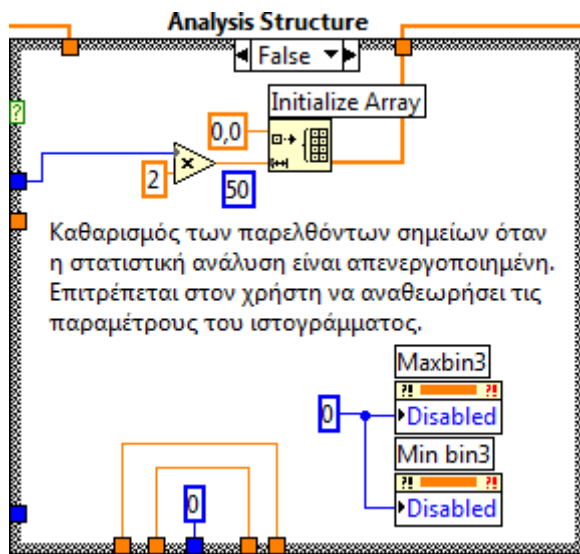 Analysis Structure
False
?
Initialize Array
0,0
2
x
50
Καθαρισμός των παρελθόντων σημείων όταν
η στατιστική ανάλυση είναι απενεργοποιημένη.
Επιτρέπεται στον χρήστη να αναθεωρήσει τις
παραμέτρους του ιστογράμματος.
Maxbin3
?! ?!
0
Disabled
Min bin3
?! ?!
Disabled
0